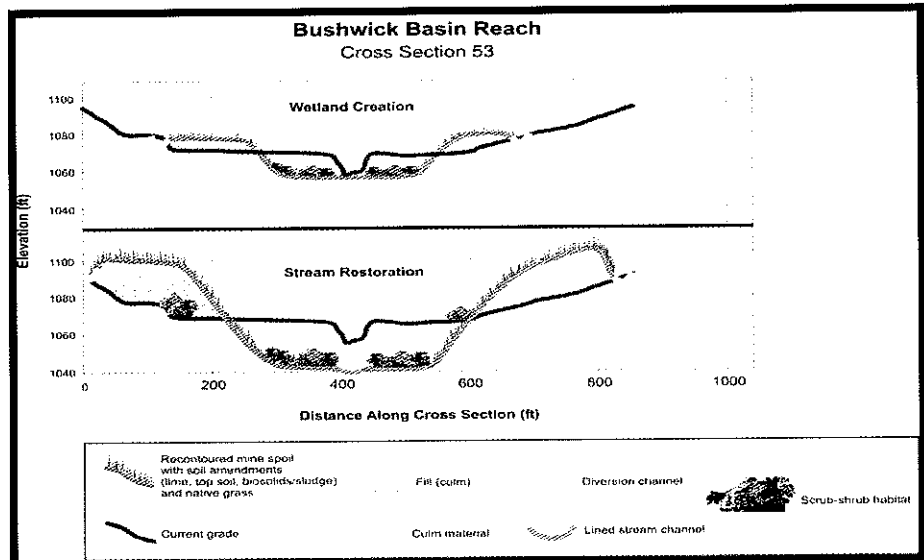 Bushwick Basin Reach
Cross Section 53
Wetland Creation
1100
1080
1060
1040
Elevation (ft)
Stream Restoration
1100
1080
1060
1040
0
200
400
600
800
1000
Distance Along Cross Section (ft)
Recontoured mine spoil
with soil amendments
(lime, top soil, biosolids/sludge)
and native grass
Fill (culm)
Diversion channel
Scrub-shrub habitat
Current grade
Culm material
Lined stream channel